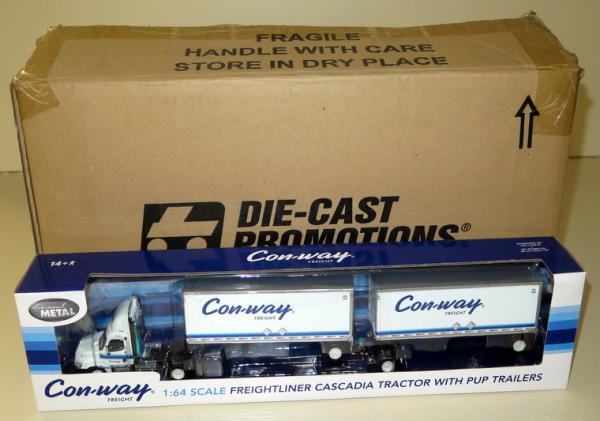 FRAGILE
HANDLE WITH CARE
STORE IN DRY PLACE
DIE-CAST
PROMOTIONS®
14+
Con-way
FREIGHT
METAL
Con-way
FREIGHT
Con-way
FREIGHT
Con-way
FREIGHT
1:64 SCALE FREIGHTLINER CASCADIA TRACTOR WITH PUP TRAILERS